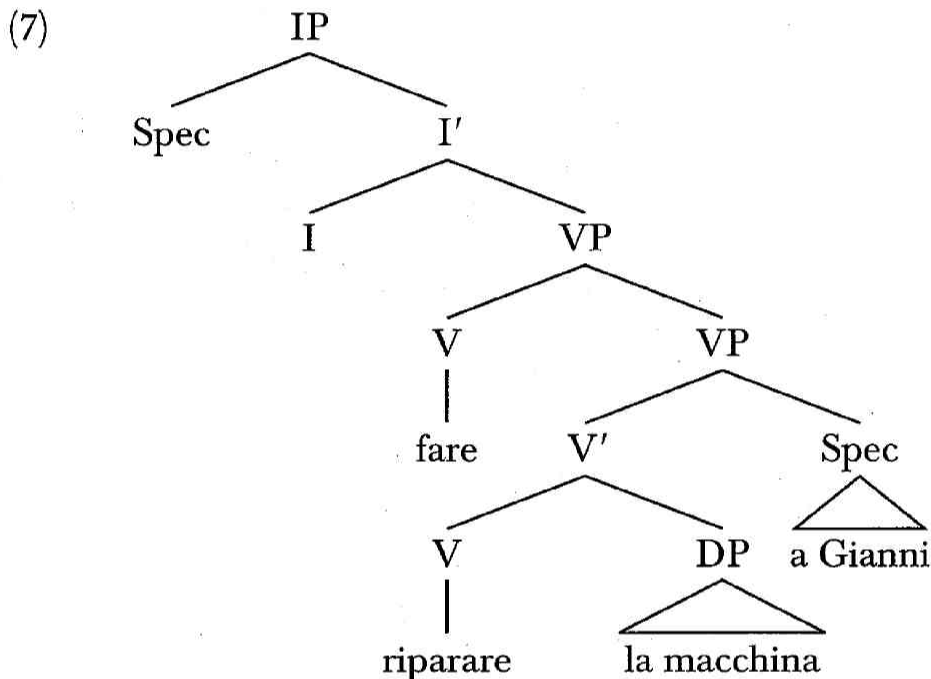 (7) IP
Spec I′
I VP
V VP
fare V′ Spec
V DP a Gianni
riparare la macchina